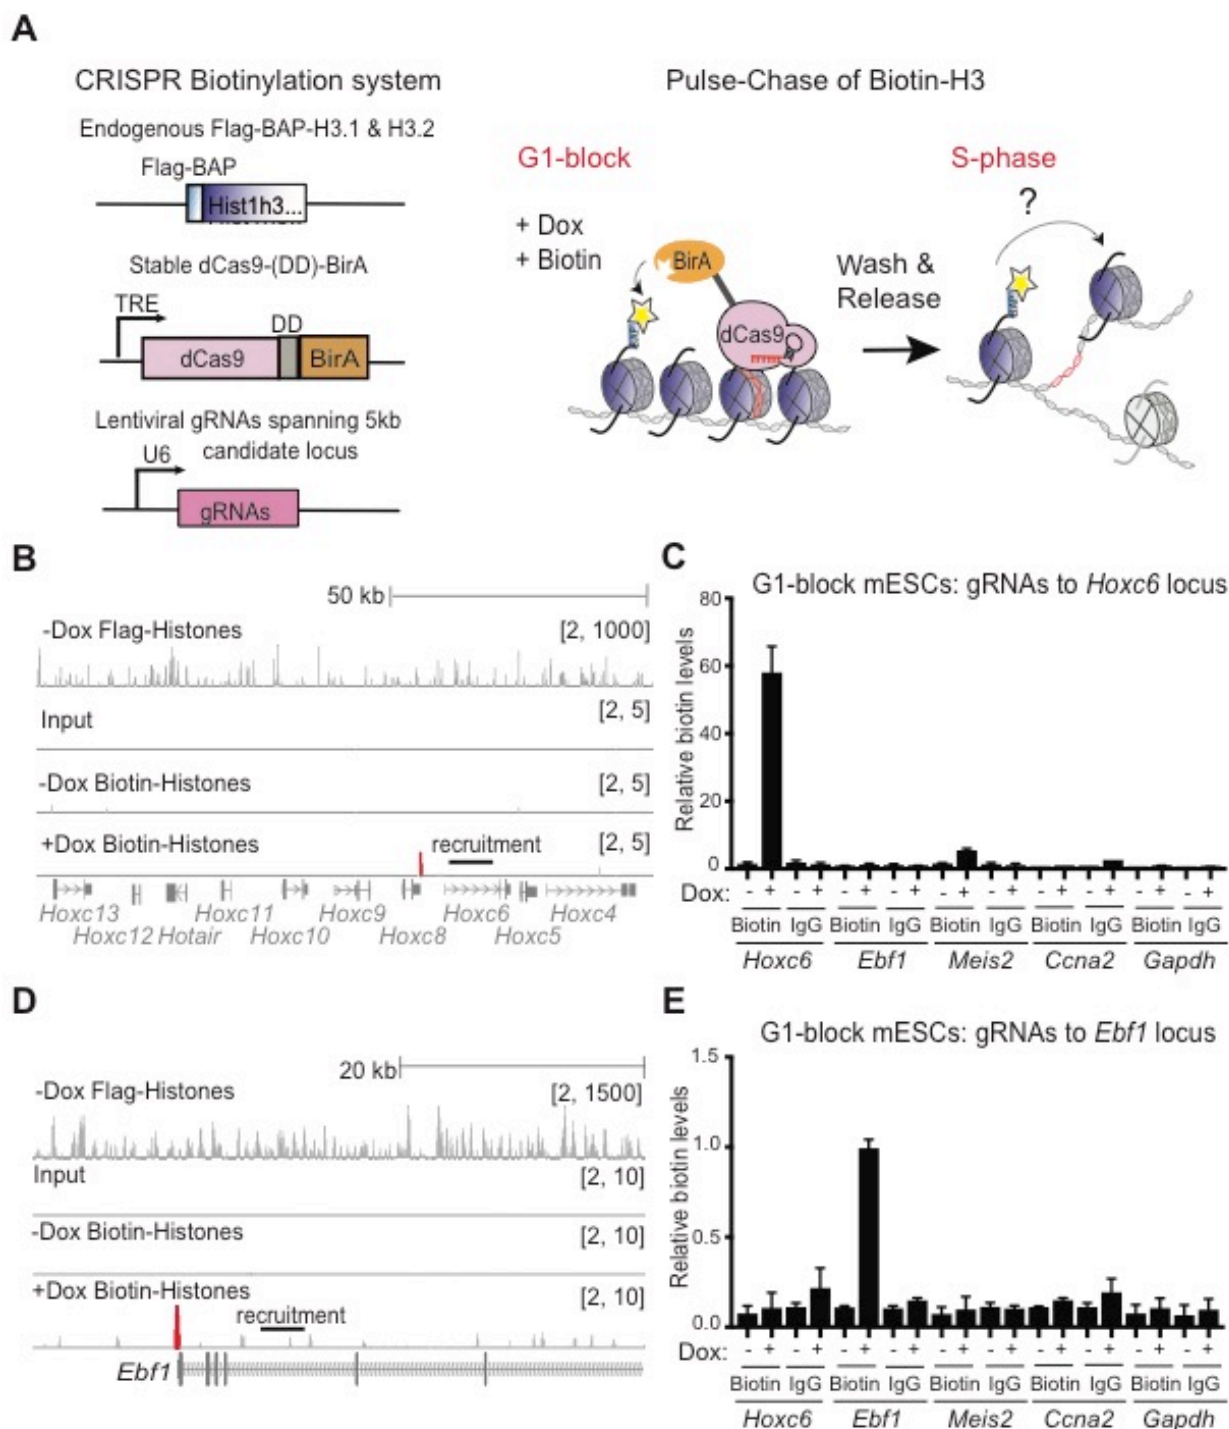 A
CRISPR Biotinylation system
Endogenous Flag-BAP-H3.1 & H3.2
Flag-BAP
Hist1h3...
Stable dCas9-(DD)-BirA
TRE
DD
dCas9
BirA
Lentiviral gRNAs spanning 5kb
candidate locus
U6
gRNAs
Pulse-Chase of Biotin-H3
G1-block
S-phase
?
+ Dox
+ Biotin
BirA
dCas9
Wash &
Release
B
50 kb
-Dox Flag-Histones [2, 1000]
Input [2, 5]
-Dox Biotin-Histones [2, 5]
+Dox Biotin-Histones [2, 5]
recruitment
Hoxc13 Hoxc11 Hoxc9 Hoxc6 Hoxc4
Hoxc12 Hotair Hoxc10 Hoxc8 Hoxc5
C
G1-block mESCs: gRNAs to Hoxc6 locus
Relative biotin levels
80
60
40
20
0
Dox: - + - + - + - + - + - + - + - + - + - +
Biotin IgG Biotin IgG Biotin IgG Biotin IgG Biotin IgG
Hoxc6 Ebf1 Meis2 Ccna2 Gapdh
D
20 kb
-Dox Flag-Histones [2, 1500]
Input [2, 10]
-Dox Biotin-Histones [2, 10]
+Dox Biotin-Histones [2, 10]
recruitment
Ebf1
E
G1-block mESCs: gRNAs to Ebf1 locus
Relative biotin levels
1.5
1.0
0.5
0.0
Dox: - + - + - + - + - + - + - + - + - + - +
Biotin IgG Biotin IgG Biotin IgG Biotin IgG Biotin IgG
Hoxc6 Ebf1 Meis2 Ccna2 Gapdh